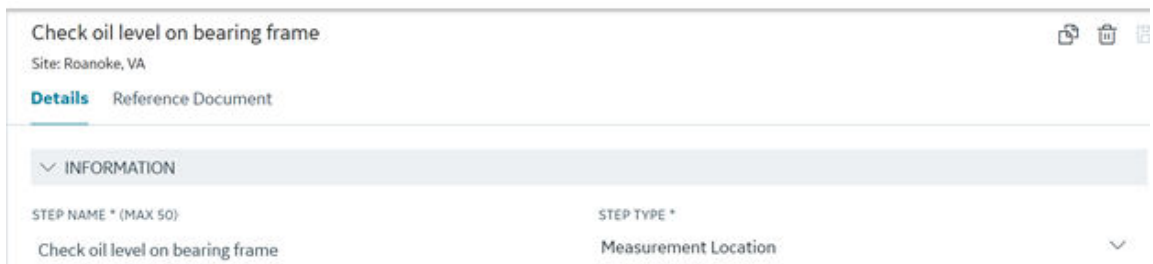 Check oil level on bearing frame
Site: Roanoke, VA
Details Reference Document
INFORMATION
STEP NAME * (MAX 50) STEP TYPE *
Check oil level on bearing frame Measurement Location